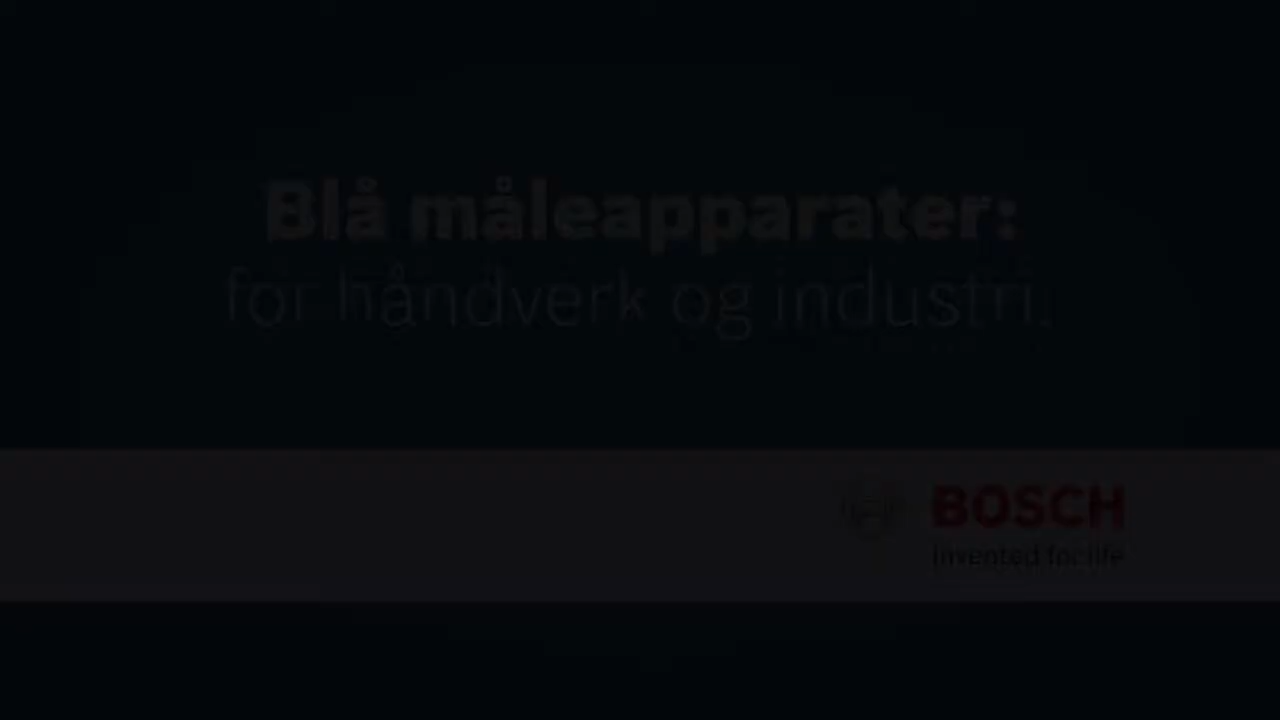 Blå måleapparater:
for håndverk og industri.
BOSCH
Invented for life